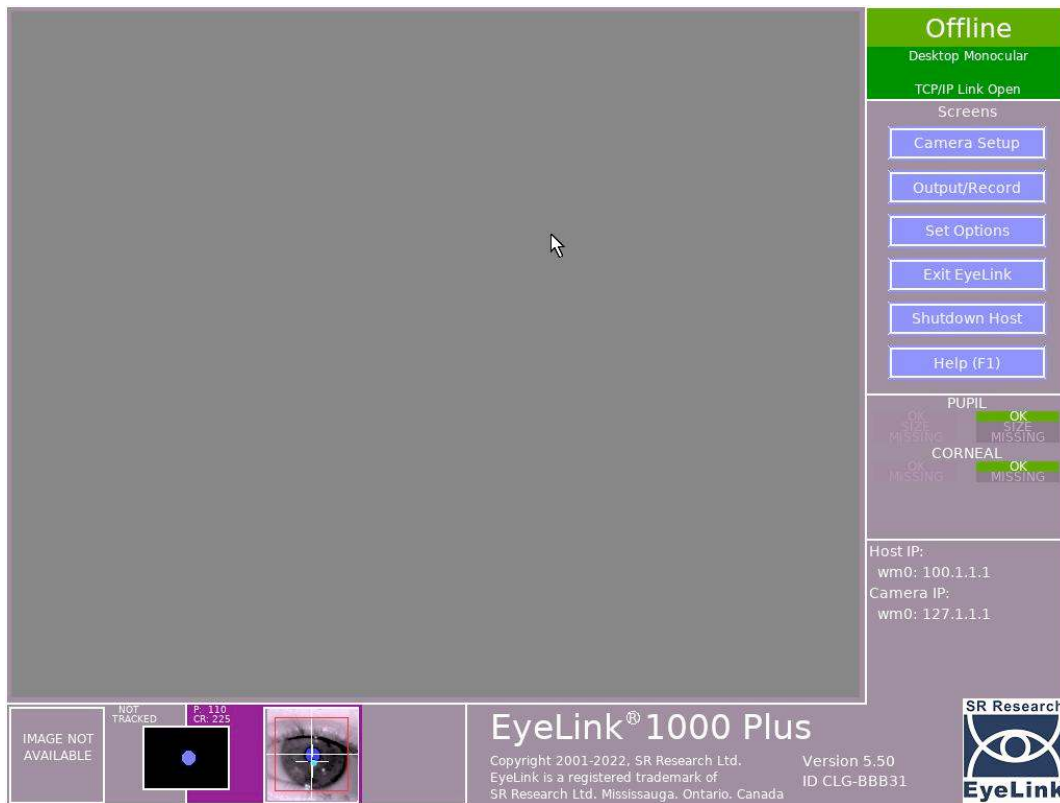 Offline
Desktop Monocular
TCP/IP Link Open
Screens
Camera Setup
Output/Record
Set Options
Exit EyeLink
Shutdown Host
Help (F1)
PUPIL
OK OK
SIZE SIZE
MISSING MISSING
CORNEAL
OK OK
MISSING MISSING
Host IP:
wm0: 100.1.1.1
Camera IP:
wm0: 127.1.1.1
IMAGE NOT
AVAILABLE
NOT
TRACKED
P: 110
CR: 225
EyeLink® 1000 Plus
Copyright 2001-2022, SR Research Ltd.
EyeLink is a registered trademark of
SR Research Ltd. Mississauga. Ontario. Canada
Version 5.50
ID CLG-BBB31
SR Research
EyeLink